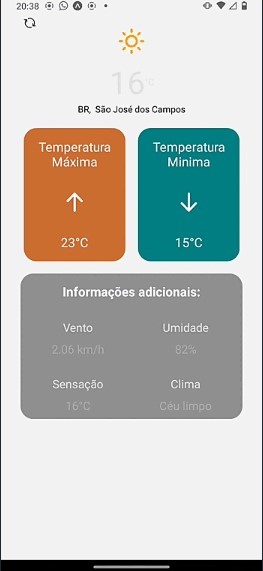 20:38
16°C
BR, São José dos Campos
Temperatura Temperatura
Máxima Minima
23°C 15°C
Informações adicionais:
Vento Umidade
2.06 km/h 82%
Sensação Clima
16°C Céu limpo